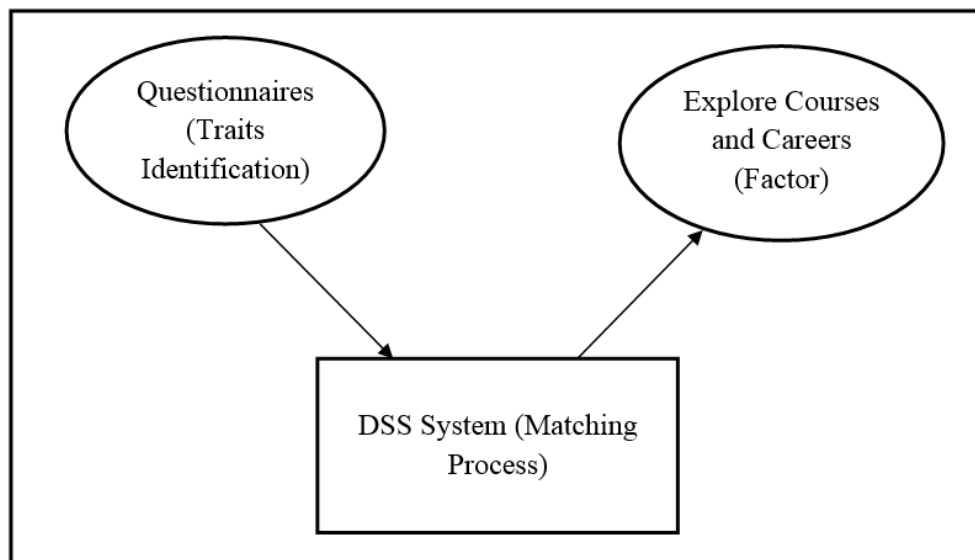 Questionnaires
(Traits
Identification)
Explore Courses
and Careers
(Factor)
DSS System (Matching
Process)